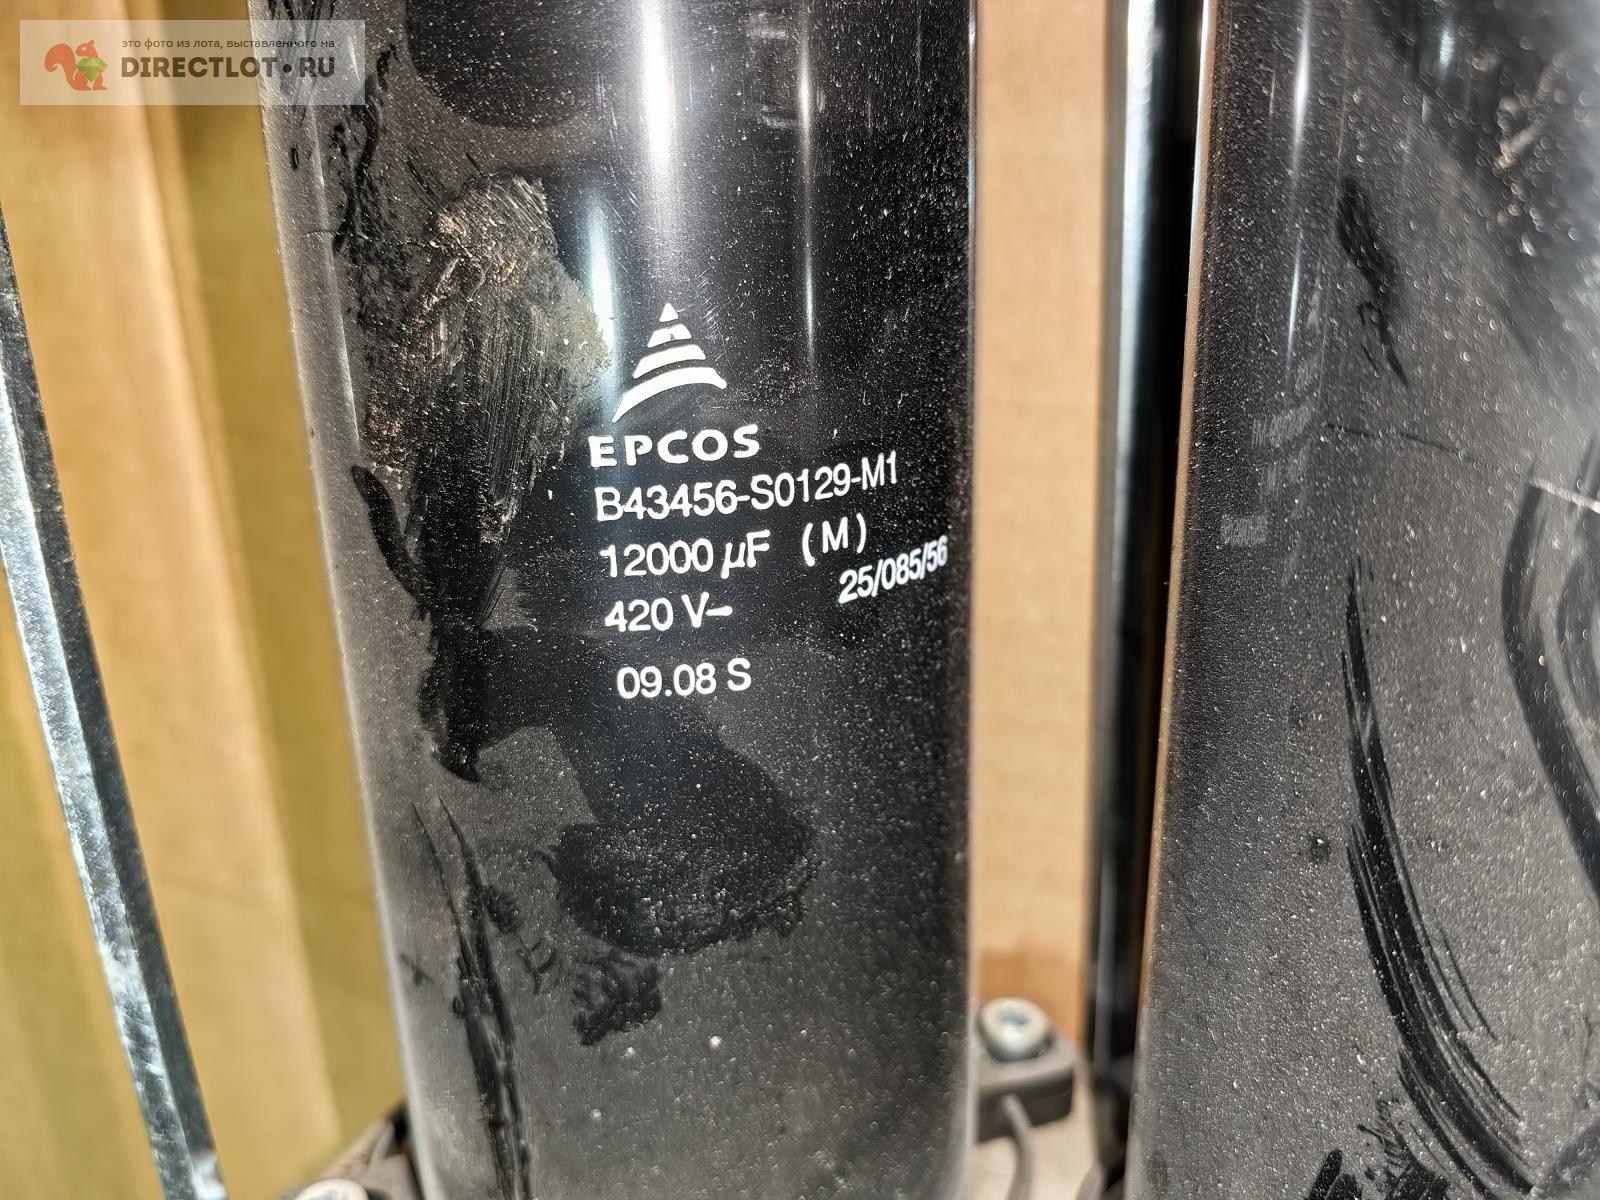 это фото из лота, выставленного на
DIRECTLOT.RU
EPCOS
B43456-S0129-M1
12000 µF (M)
25/085/56
420 V–
09.08 S